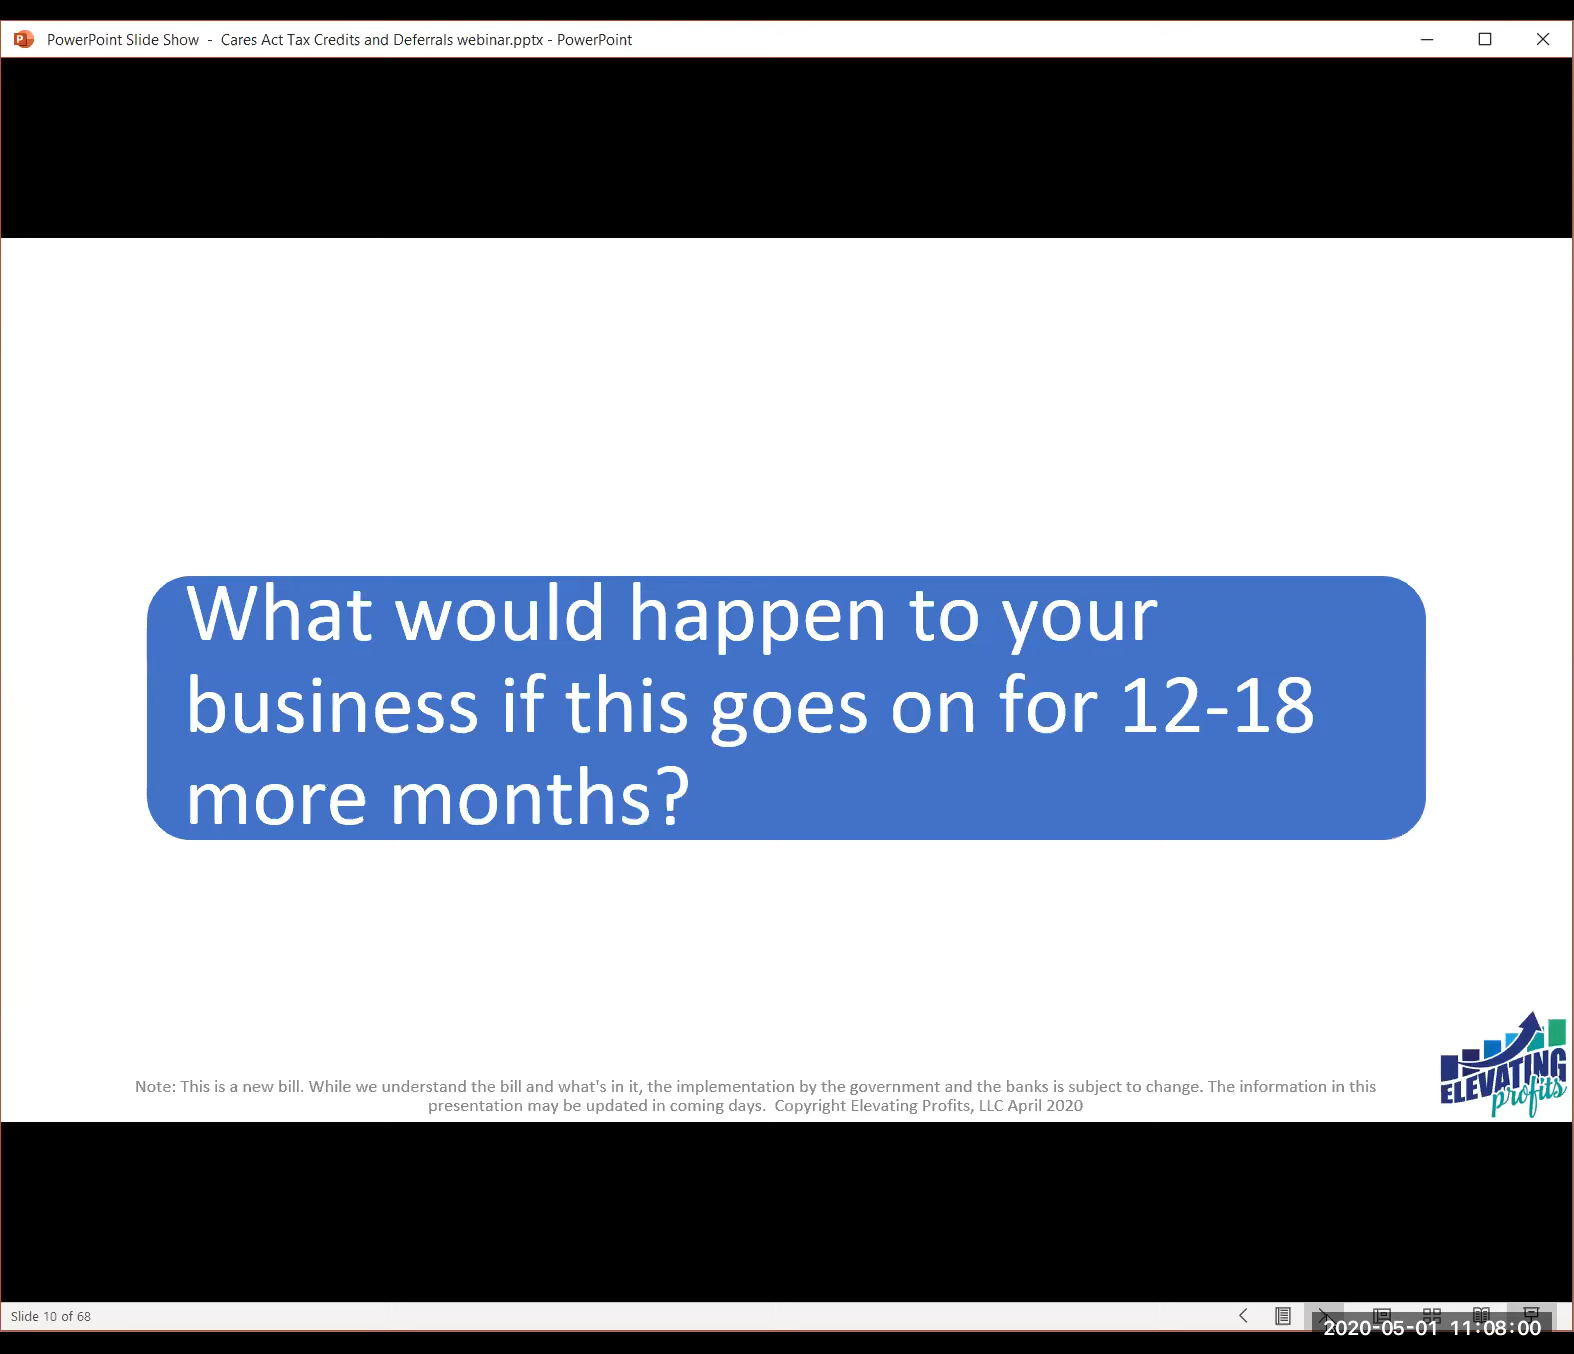 PowerPoint Slide Show - Cares Act Tax Credits and Deferrals webinar.pptx - PowerPoint
What would happen to your
business if this goes on for 12-18
more months?
ELEVATING
profits
Note: This is a new bill. While we understand the bill and what's in it, the implementation by the government and the banks is subject to change. The information in this
presentation may be updated in coming days. Copyright Elevating Profits, LLC April 2020
Slide 10 of 68
2020-05-01 11:08:00